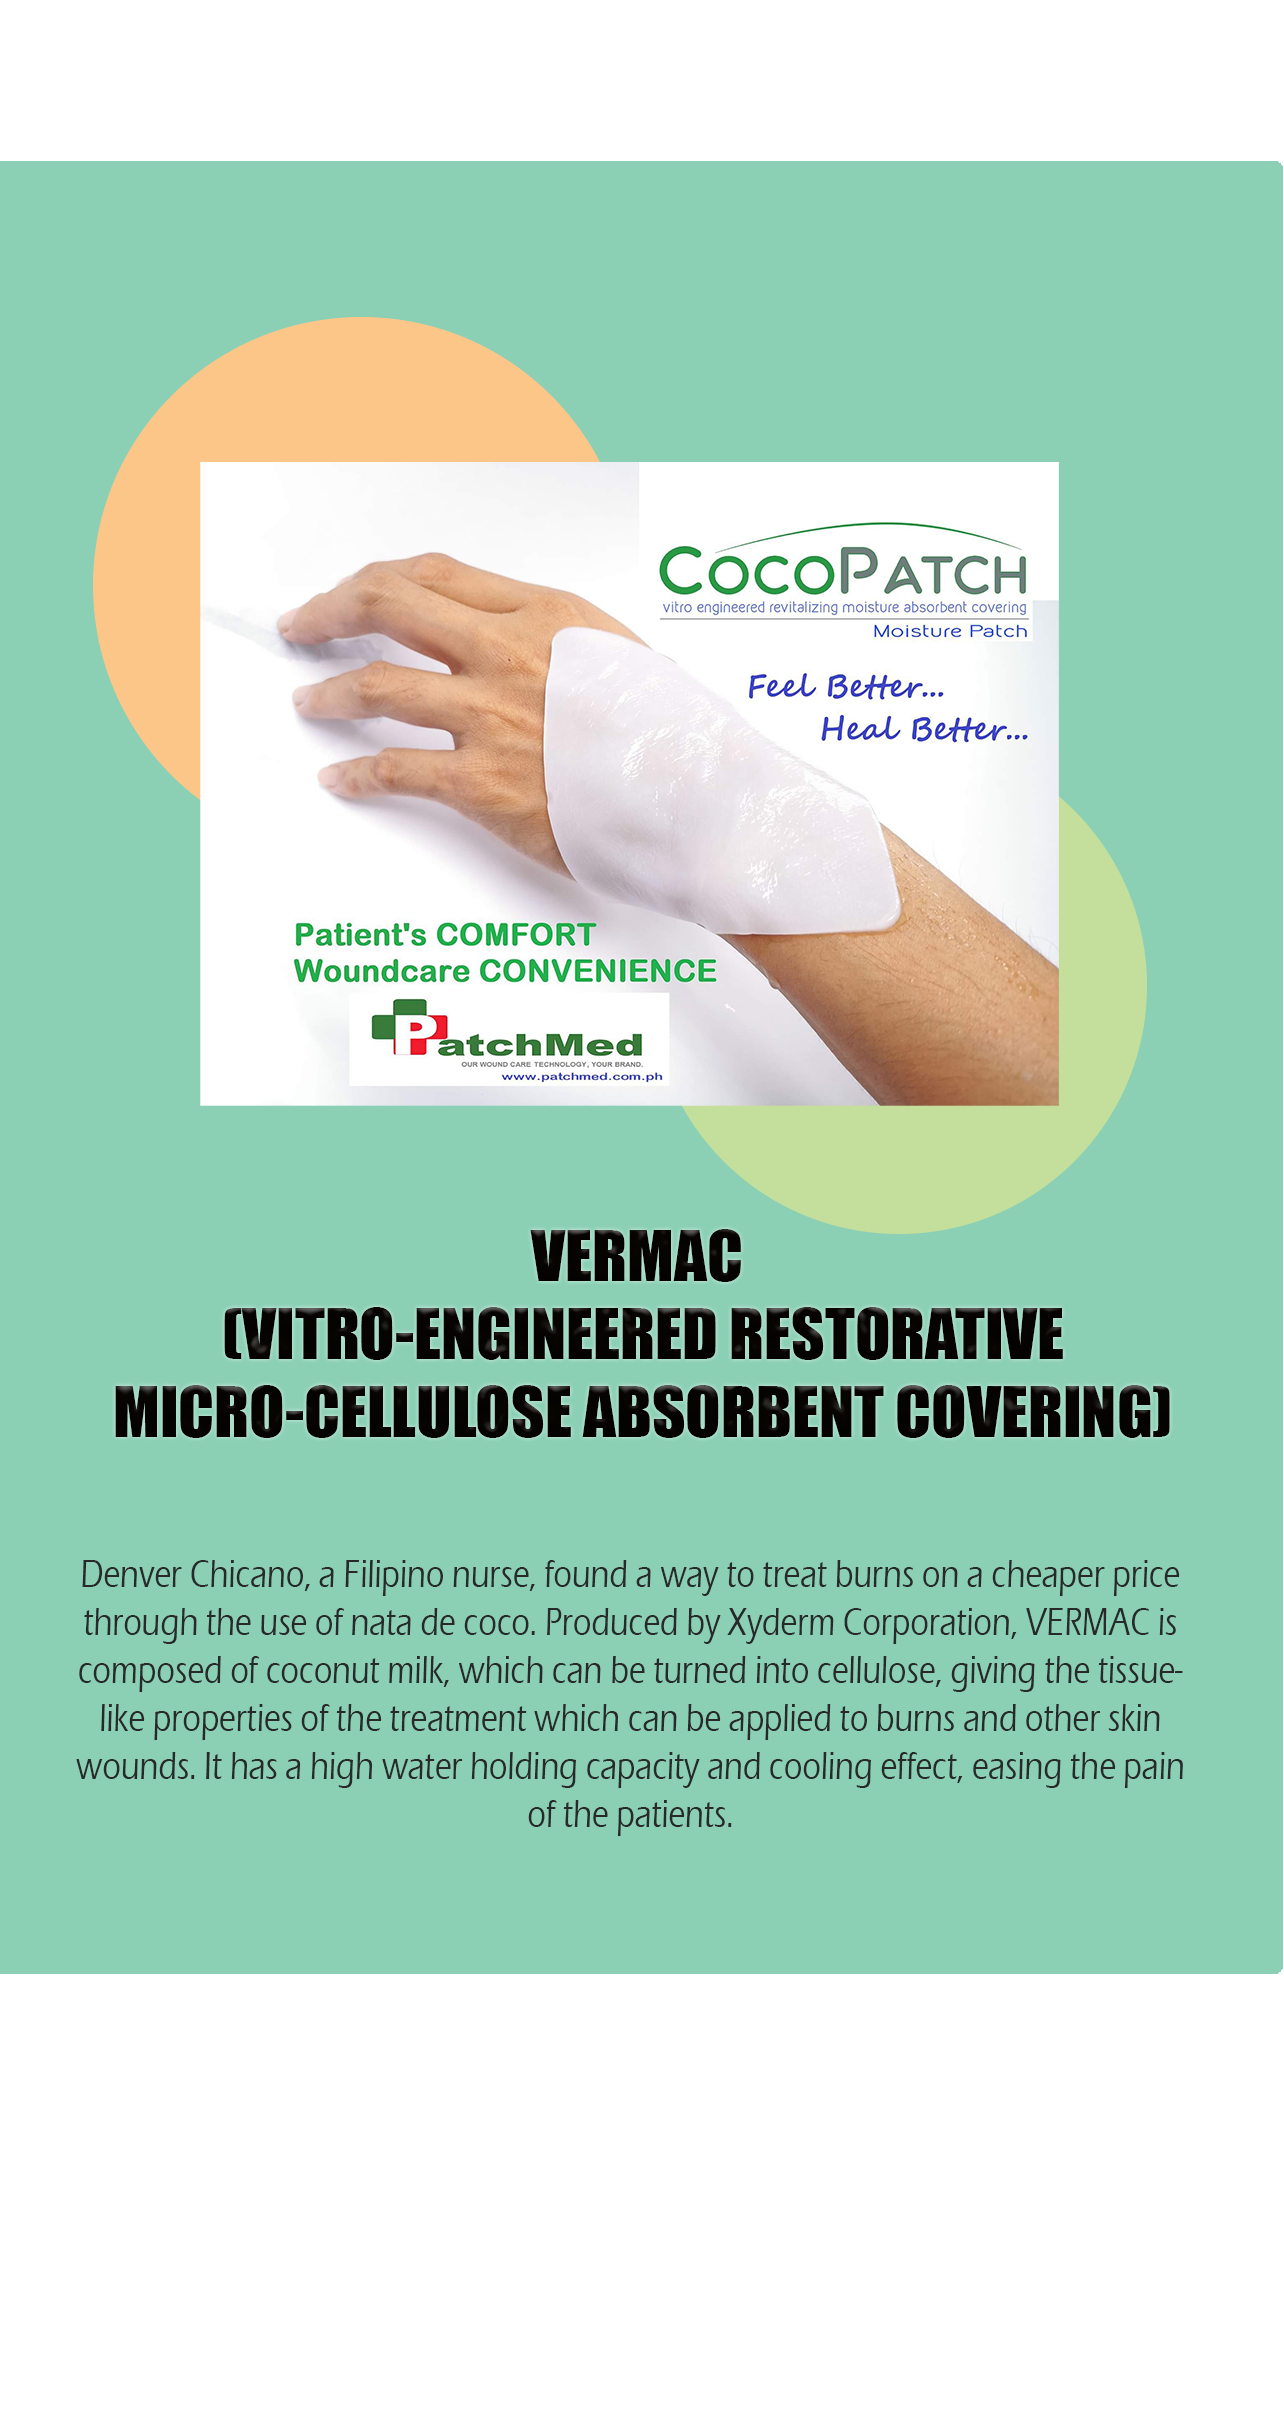 COCOPATCH
vitro engineered revitalizing moisture absorbent covering
Moisture Patch
Feel Better...
Heal Better...
Patient's COMFORT
Woundcare CONVENIENCE
PatchMed
OUR WOUND CARE TECHNOLOGY, YOUR BRAND.
www.patchmed.com.ph
VERMAC
(VITRO-ENGINEERED RESTORATIVE
MICRO-CELLULOSE ABSORBENT COVERING)
Denver Chicano, a Filipino nurse, found a way to treat burns on a cheaper price
through the use of nata de coco. Produced by Xyderm Corporation, VERMAC is
composed of coconut milk, which can be turned into cellulose, giving the tissue-
like properties of the treatment which can be applied to burns and other skin
wounds. It has a high water holding capacity and cooling effect, easing the pain
of the patients.